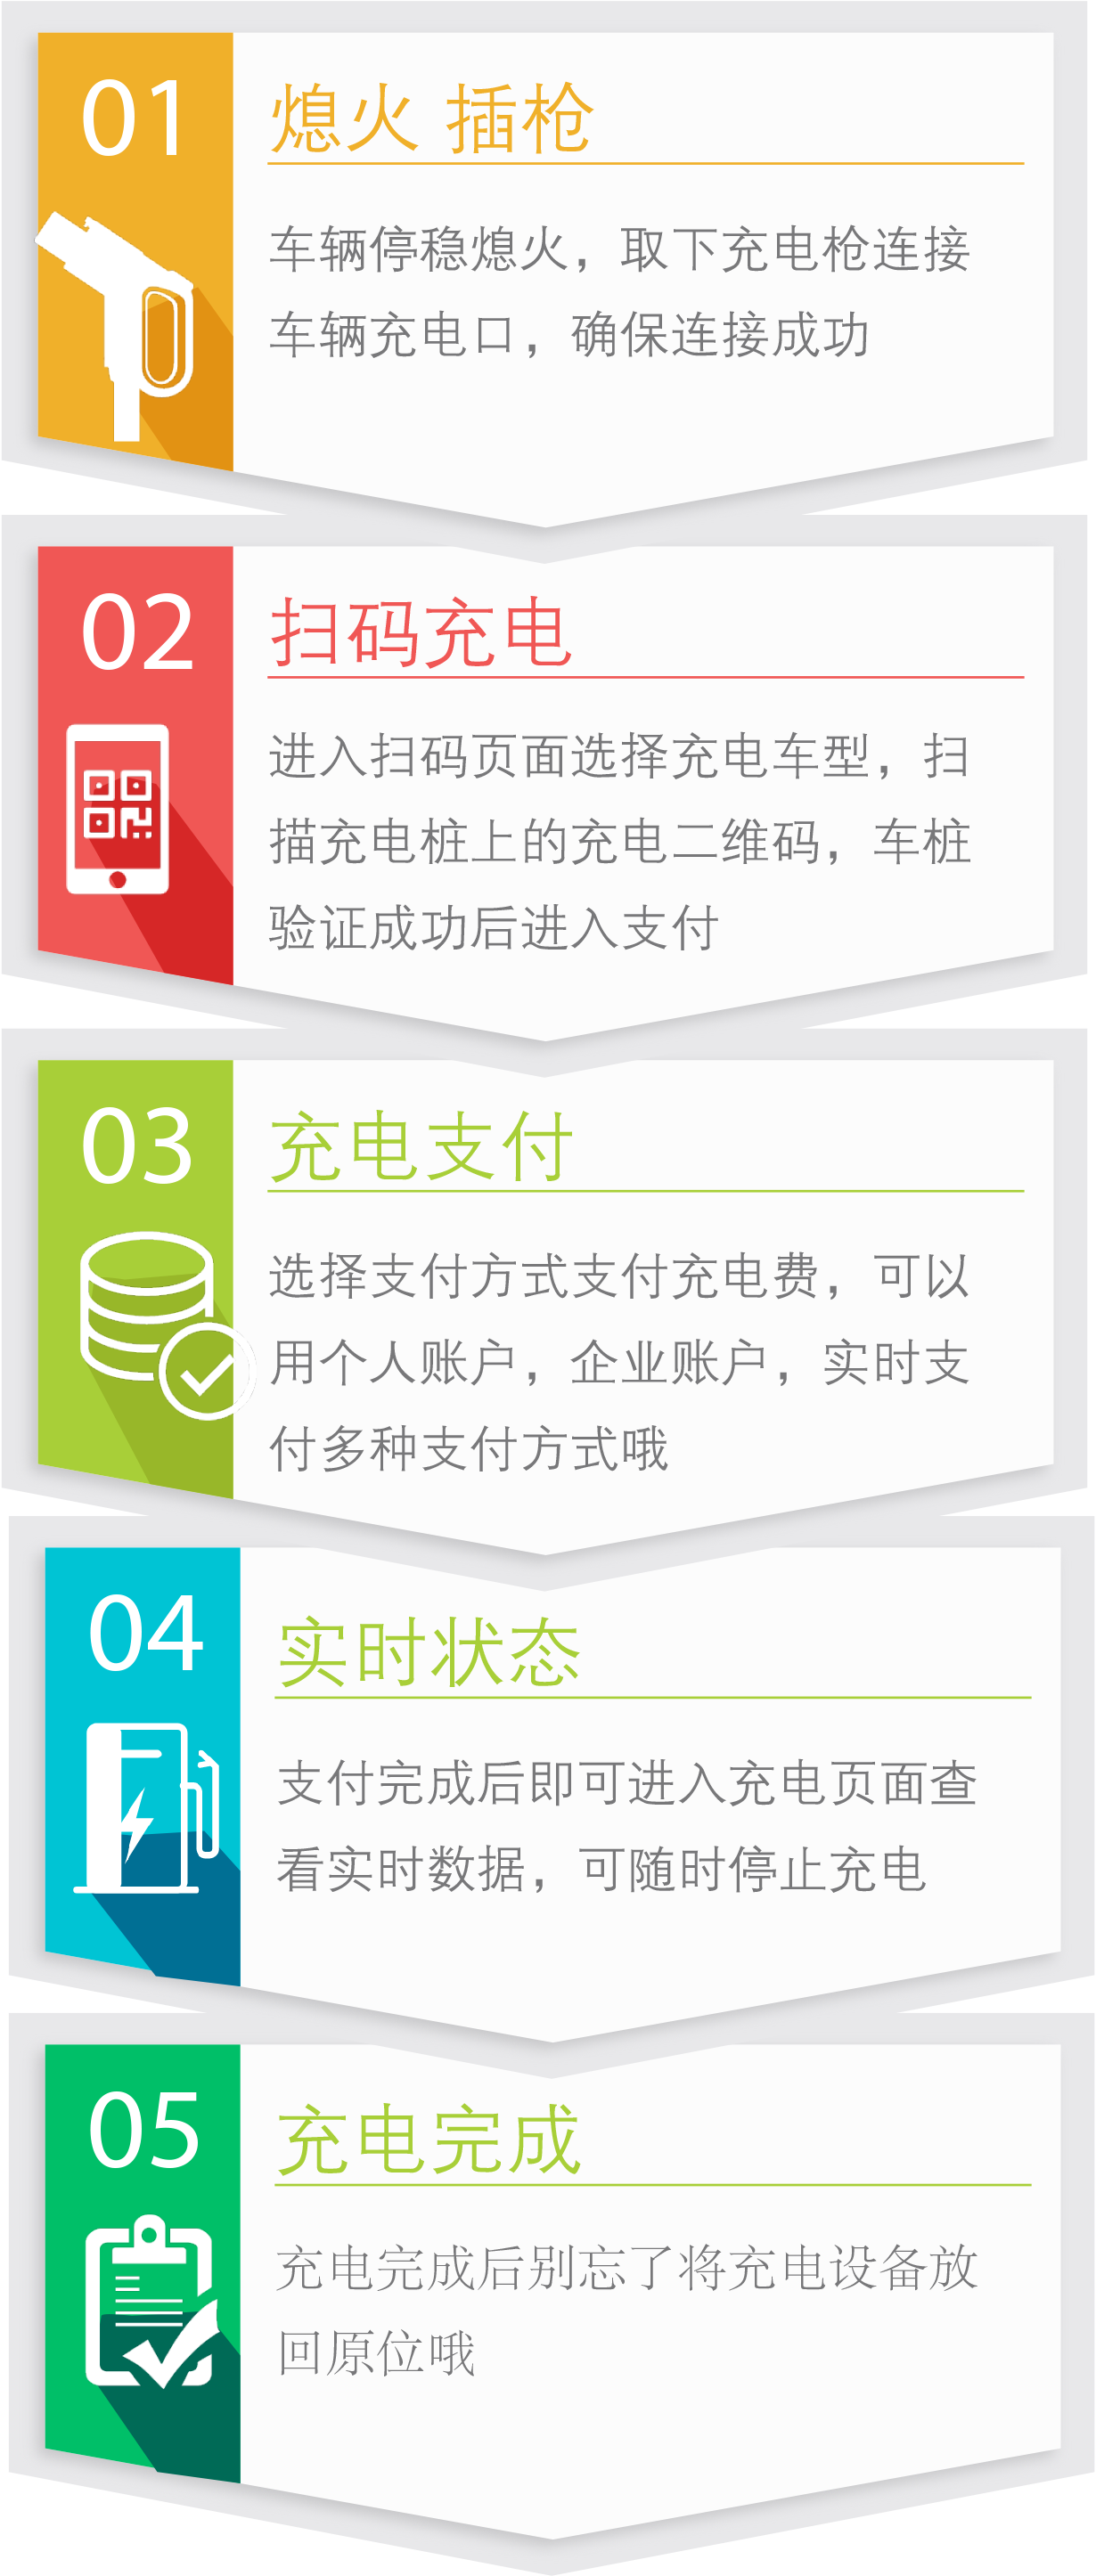 01
熄火 插枪
车辆停稳熄火，取下充电枪连接
车辆充电口，确保连接成功
02
扫码充电
进入扫码页面选择充电车型，扫
描充电桩上的充电二维码，车桩
验证成功后进入支付
03
充电支付
选择支付方式支付充电费，可以
用个人账户，企业账户，实时支
付多种支付方式哦
04
实时状态
支付完成后即可进入充电页面查
看实时数据，可随时停止充电
05
充电完成
充电完成后别忘了将充电设备放
回原位哦